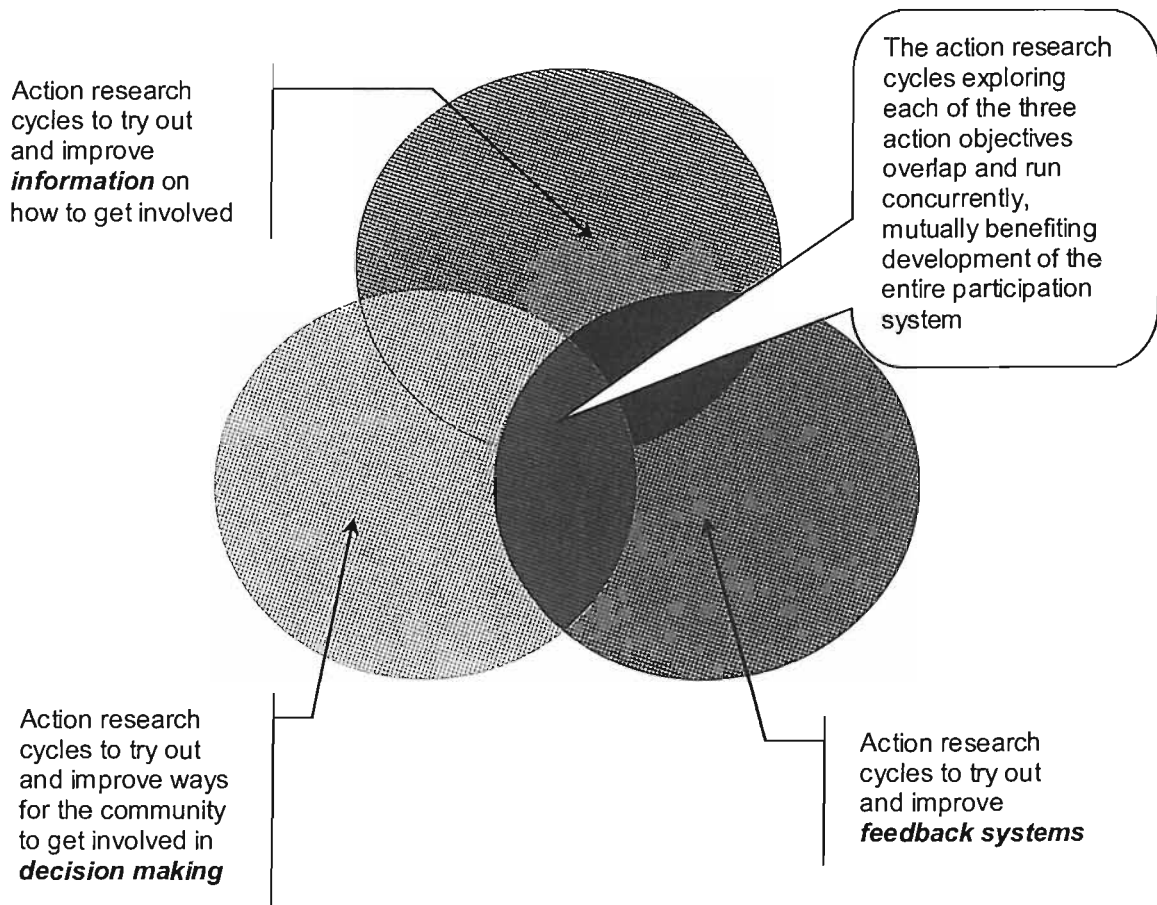 Action research
cycles to try out
and improve
information on
how to get involved
The action research
cycles exploring
each of the three
action objectives
overlap and run
concurrently,
mutually benefiting
development of the
entire participation
system
Action research
cycles to try out
and improve ways
for the community
to get involved in
decision making
Action research
cycles to try out
and improve
feedback systems